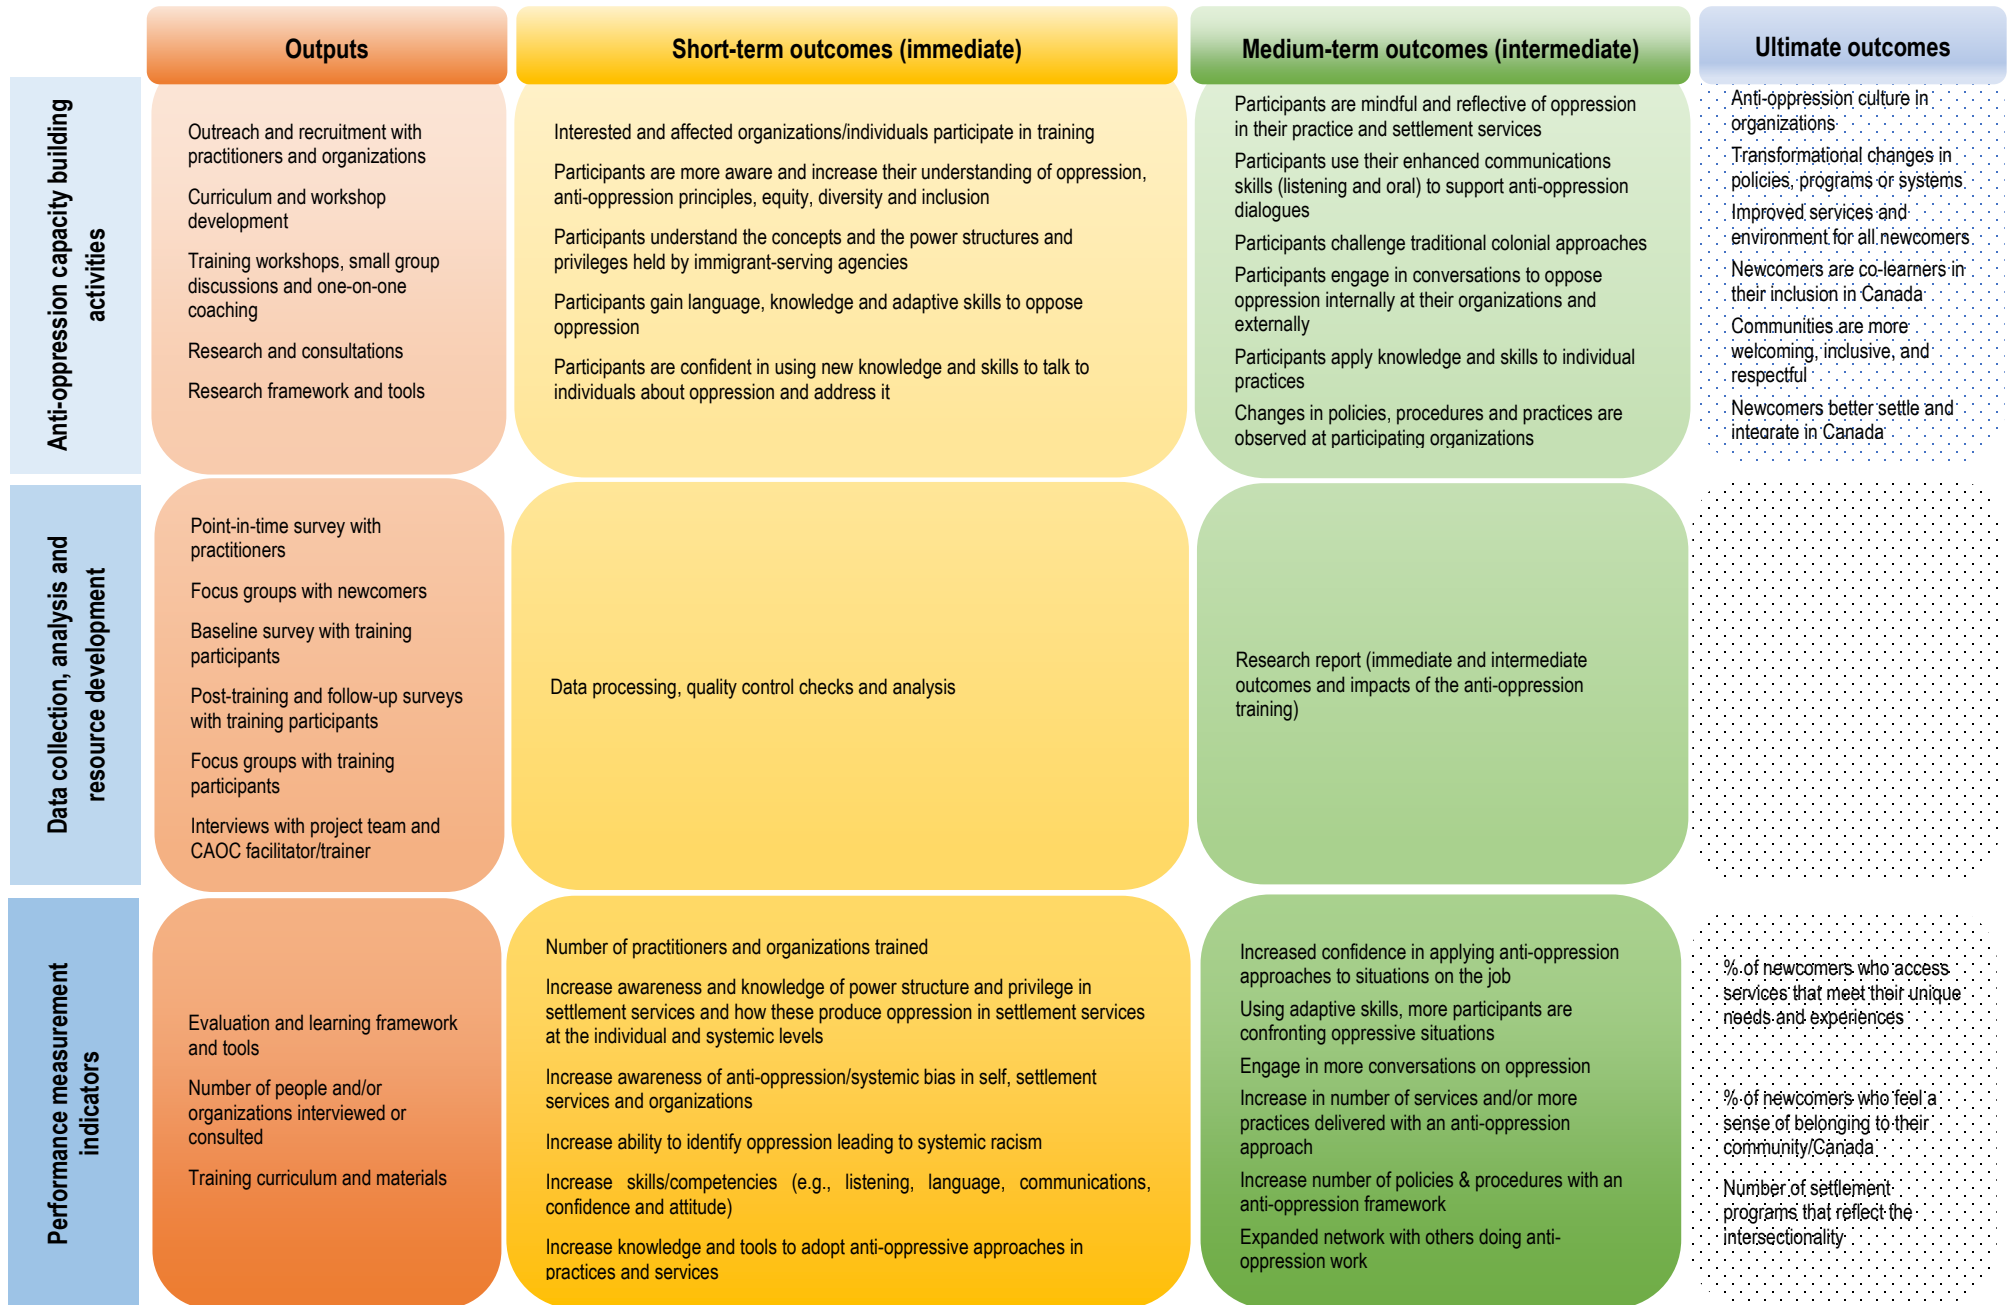 Outputs
Short-term outcomes (immediate)
Medium-term outcomes (intermediate)
Ultimate outcomes
Anti-oppression capacity building
activities
Outreach and recruitment with
practitioners and organizations
Curriculum and workshop
development
Training workshops, small group
discussions and one-on-one
coaching
Research and consultations
Research framework and tools
Interested and affected organizations/individuals participate in training
Participants are more aware and increase their understanding of oppression,
anti-oppression principles, equity, diversity and inclusion
Participants understand the concepts and the power structures and
privileges held by immigrant-serving agencies
Participants gain language, knowledge and adaptive skills to oppose
oppression
Participants are confident in using new knowledge and skills to talk to
individuals about oppression and address it
Participants are mindful and reflective of oppression
in their practice and settlement services
Participants use their enhanced communications
skills (listening and oral) to support anti-oppression
dialogues
Participants challenge traditional colonial approaches
Participants engage in conversations to oppose
oppression internally at their organizations and
externally
Participants apply knowledge and skills to individual
practices
Changes in policies, procedures and practices are
observed at participating organizations
Anti-oppression culture in
organizations
Transformational changes in
policies, programs or systems
Improved services and
environment for all newcomers
Newcomers are co-learners in
their inclusion in Canada
Communities are more
welcoming, inclusive, and
respectful
Newcomers better settle and
integrate in Canada
Data collection, analysis and
resource development
Point-in-time survey with
practitioners
Focus groups with newcomers
Baseline survey with training
participants
Post-training and follow-up surveys
with training participants
Focus groups with training
participants
Interviews with project team and
CAOC facilitator/trainer
Data processing, quality control checks and analysis
Research report (immediate and intermediate
outcomes and impacts of the anti-oppression
training)
Performance measurement
indicators
Evaluation and learning framework
and tools
Number of people and/or
organizations interviewed or
consulted
Training curriculum and materials
Number of practitioners and organizations trained
Increase awareness and knowledge of power structure and privilege in
settlement services and how these produce oppression in settlement services
at the individual and systemic levels
Increase awareness of anti-oppression/systemic bias in self, settlement
services and organizations
Increase ability to identify oppression leading to systemic racism
Increase skills/competencies (e.g., listening, language, communications,
confidence and attitude)
Increase knowledge and tools to adopt anti-oppressive approaches in
practices and services
Increased confidence in applying anti-oppression
approaches to situations on the job
Using adaptive skills, more participants are
confronting oppressive situations
Engage in more conversations on oppression
Increase in number of services and/or more
practices delivered with an anti-oppression
approach
Increase number of policies & procedures with an
anti-oppression framework
Expanded network with others doing anti-
oppression work
% of newcomers who access
services that meet their unique
needs and experiences
% of newcomers who feel a
sense of belonging to their
community/Canada
Number of settlement
programs that reflect the
intersectionality